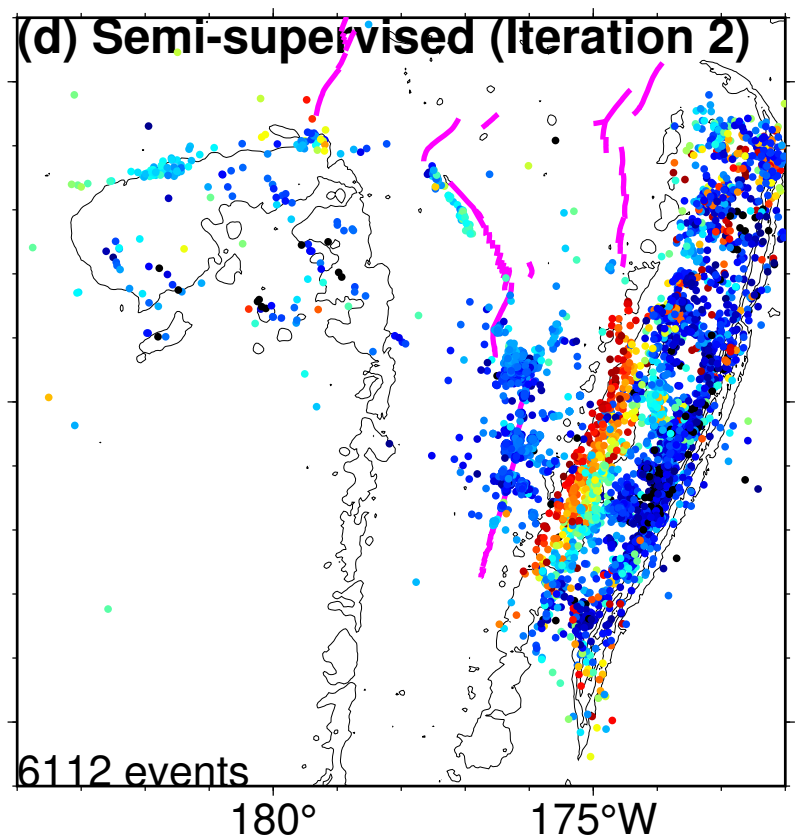 (d) Semi-supervised (Iteration 2)
6112 events
180° 175°W